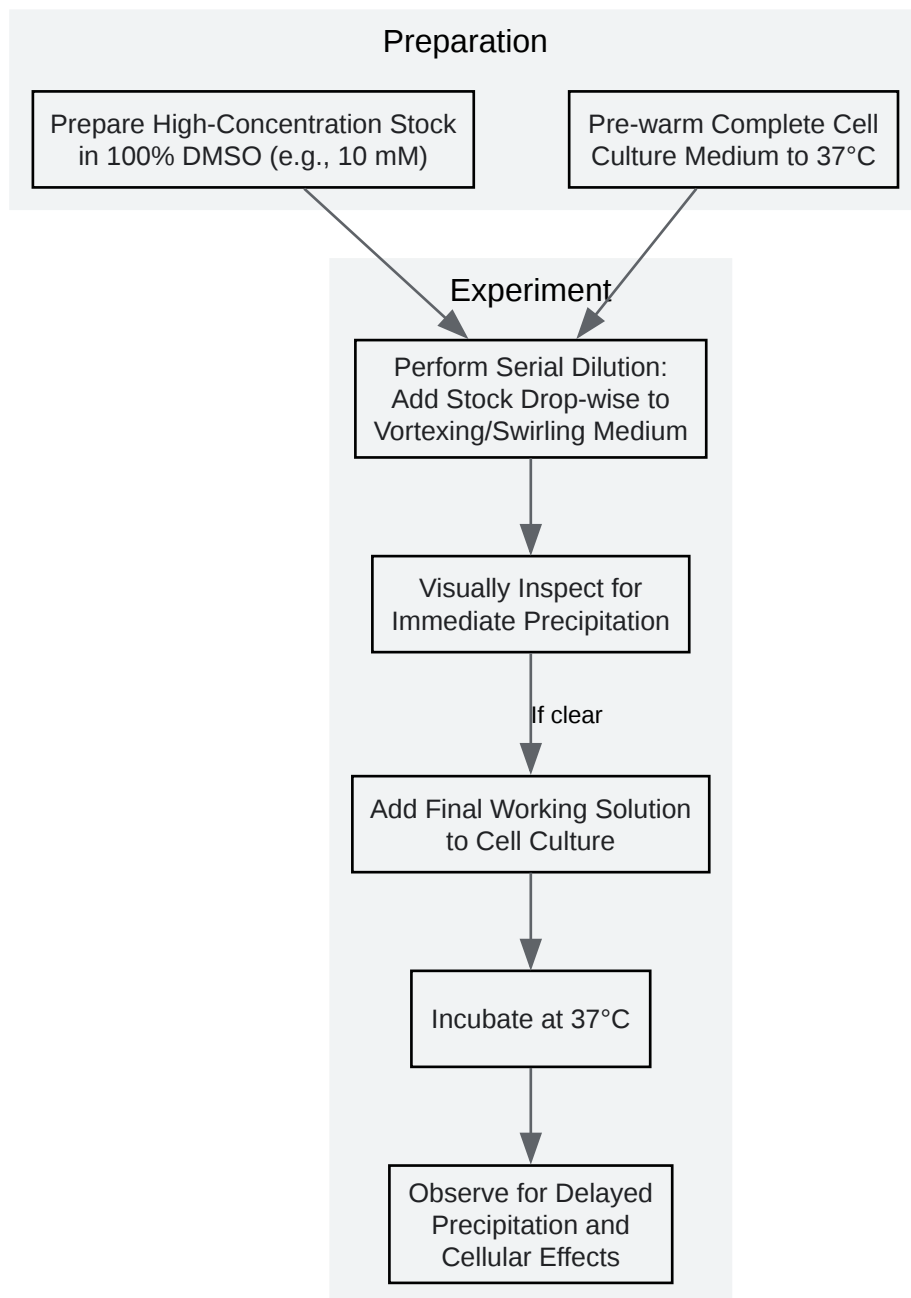 Preparation
Prepare High-Concentration Stock
in 100% DMSO (e.g., 10 mM)
Pre-warm Complete Cell
Culture Medium to 37°C
Experiment
Perform Serial Dilution:
Add Stock Drop-wise to
Vortexing/Swirling Medium
Visually Inspect for
Immediate Precipitation
If clear
Add Final Working Solution
to Cell Culture
Incubate at 37°C
Observe for Delayed
Precipitation and
Cellular Effects